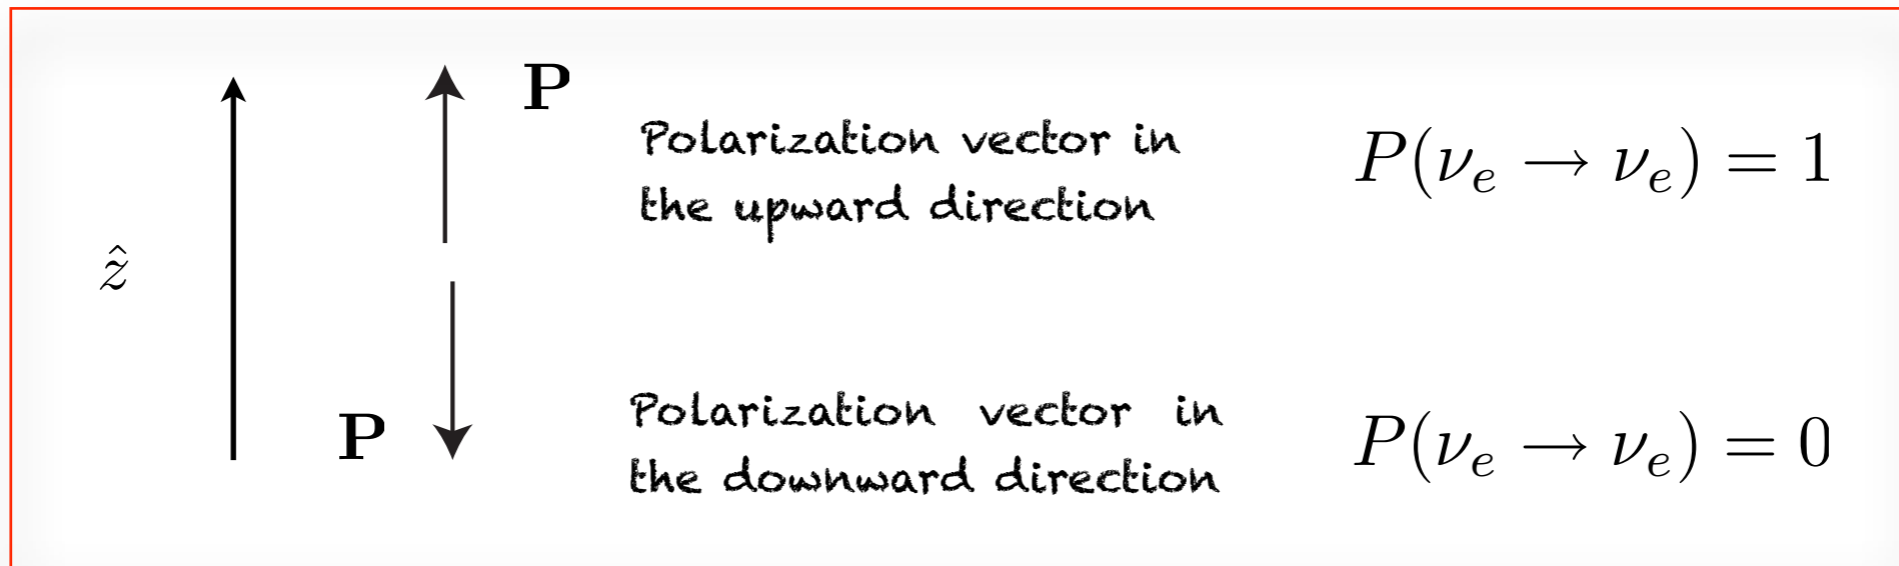 P
Polarization vector in
the upward direction
P(νₑ → νₑ) = 1
ẑ
P
Polarization vector in
the downward direction
P(νₑ → νₑ) = 0